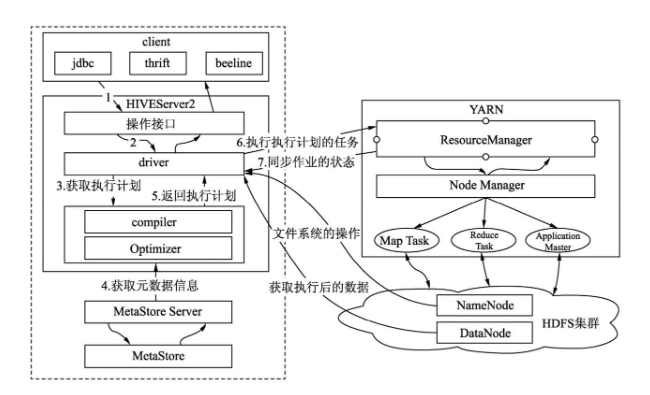 client
jdbc
thrift
beeline
1
HIVEServer2
操作接口
2
driver
3.获取执行计划
5.返回执行计划
compiler
Optimizer
4.获取元数据信息
MetaStore Server
MetaStore
6.执行执行计划的任务
7.同步作业的状态
文件系统的操作
获取执行后的数据
YARN
ResourceManager
Node Manager
Map Task
Reduce
Task
Application
Master
NameNode
DataNode
HDFS集群